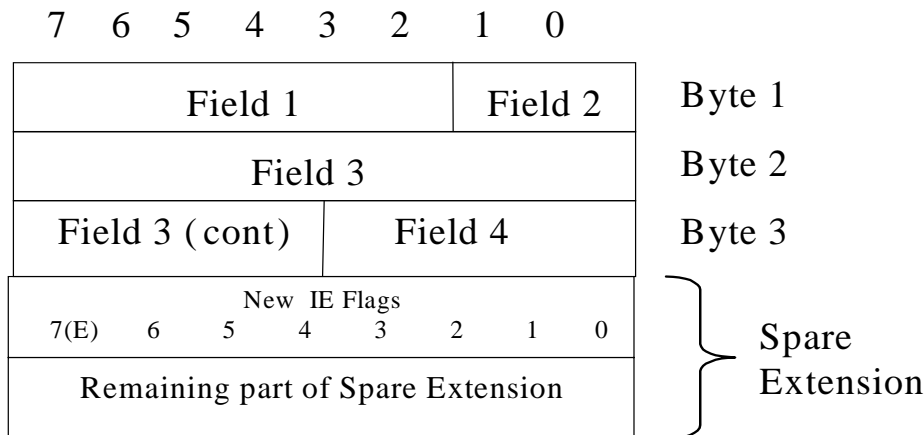 7 6 5 4 3 2 1 0
Field 1 Field 2 Byte 1
Field 3 Byte 2
Field 3 (cont) Field 4 Byte 3
New IE Flags
7(E) 6 5 4 3 2 1 0
Remaining part of Spare Extension
Spare
Extension